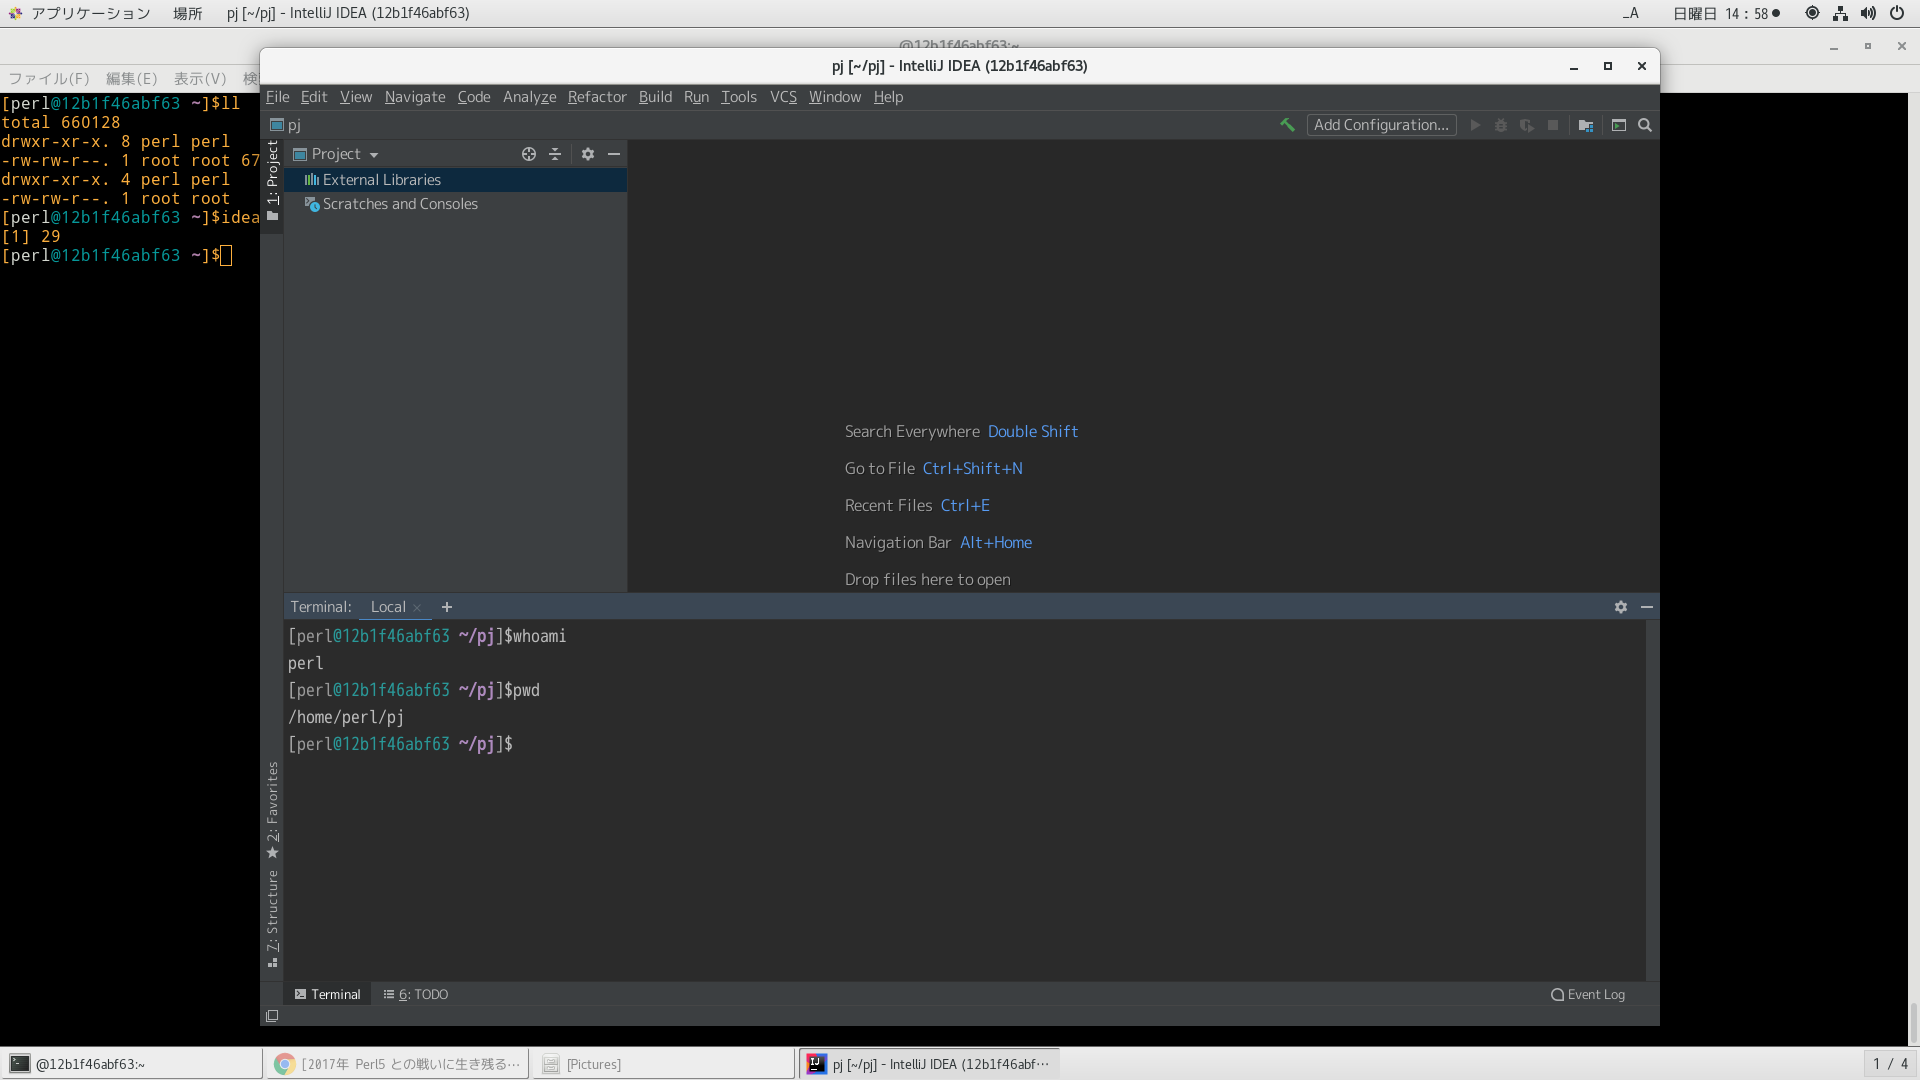 アプリケーション 場所 pj [~/pj] - IntelliJ IDEA (12b1f46abf63) _A 日曜日 14：58
@12b1f46abf63:~
ファイル(F) 編集(E) 表示(V)
[perl@12b1f46abf63 ~]$ll
total 660128
drwxr-xr-x. 8 perl perl
-rw-rw-r--. 1 root root 67
drwxr-xr-x. 4 perl perl
-rw-rw-r--. 1 root root
[perl@12b1f46abf63 ~]$idea
[1] 29
[perl@12b1f46abf63 ~]$
pj [~/pj] - IntelliJ IDEA (12b1f46abf63)
File Edit View Navigate Code Analyze Refactor Build Run Tools VCS Window Help
pj Add Configuration...
1: Project
Project
External Libraries
Scratches and Consoles
Search Everywhere Double Shift
Go to File Ctrl+Shift+N
Recent Files Ctrl+E
Navigation Bar Alt+Home
Drop files here to open
Terminal: Local +
[perl@12b1f46abf63 ~/pj]$whoami
perl
[perl@12b1f46abf63 ~/pj]$pwd
/home/perl/pj
[perl@12b1f46abf63 ~/pj]$
2: Favorites
7: Structure
Terminal 6: TODO Event Log
@12b1f46abf63:~ [2017年 Perl5 との戦いに生き残る… [Pictures] pj [~/pj] - IntelliJ IDEA (12b1f46abf… 1 / 4